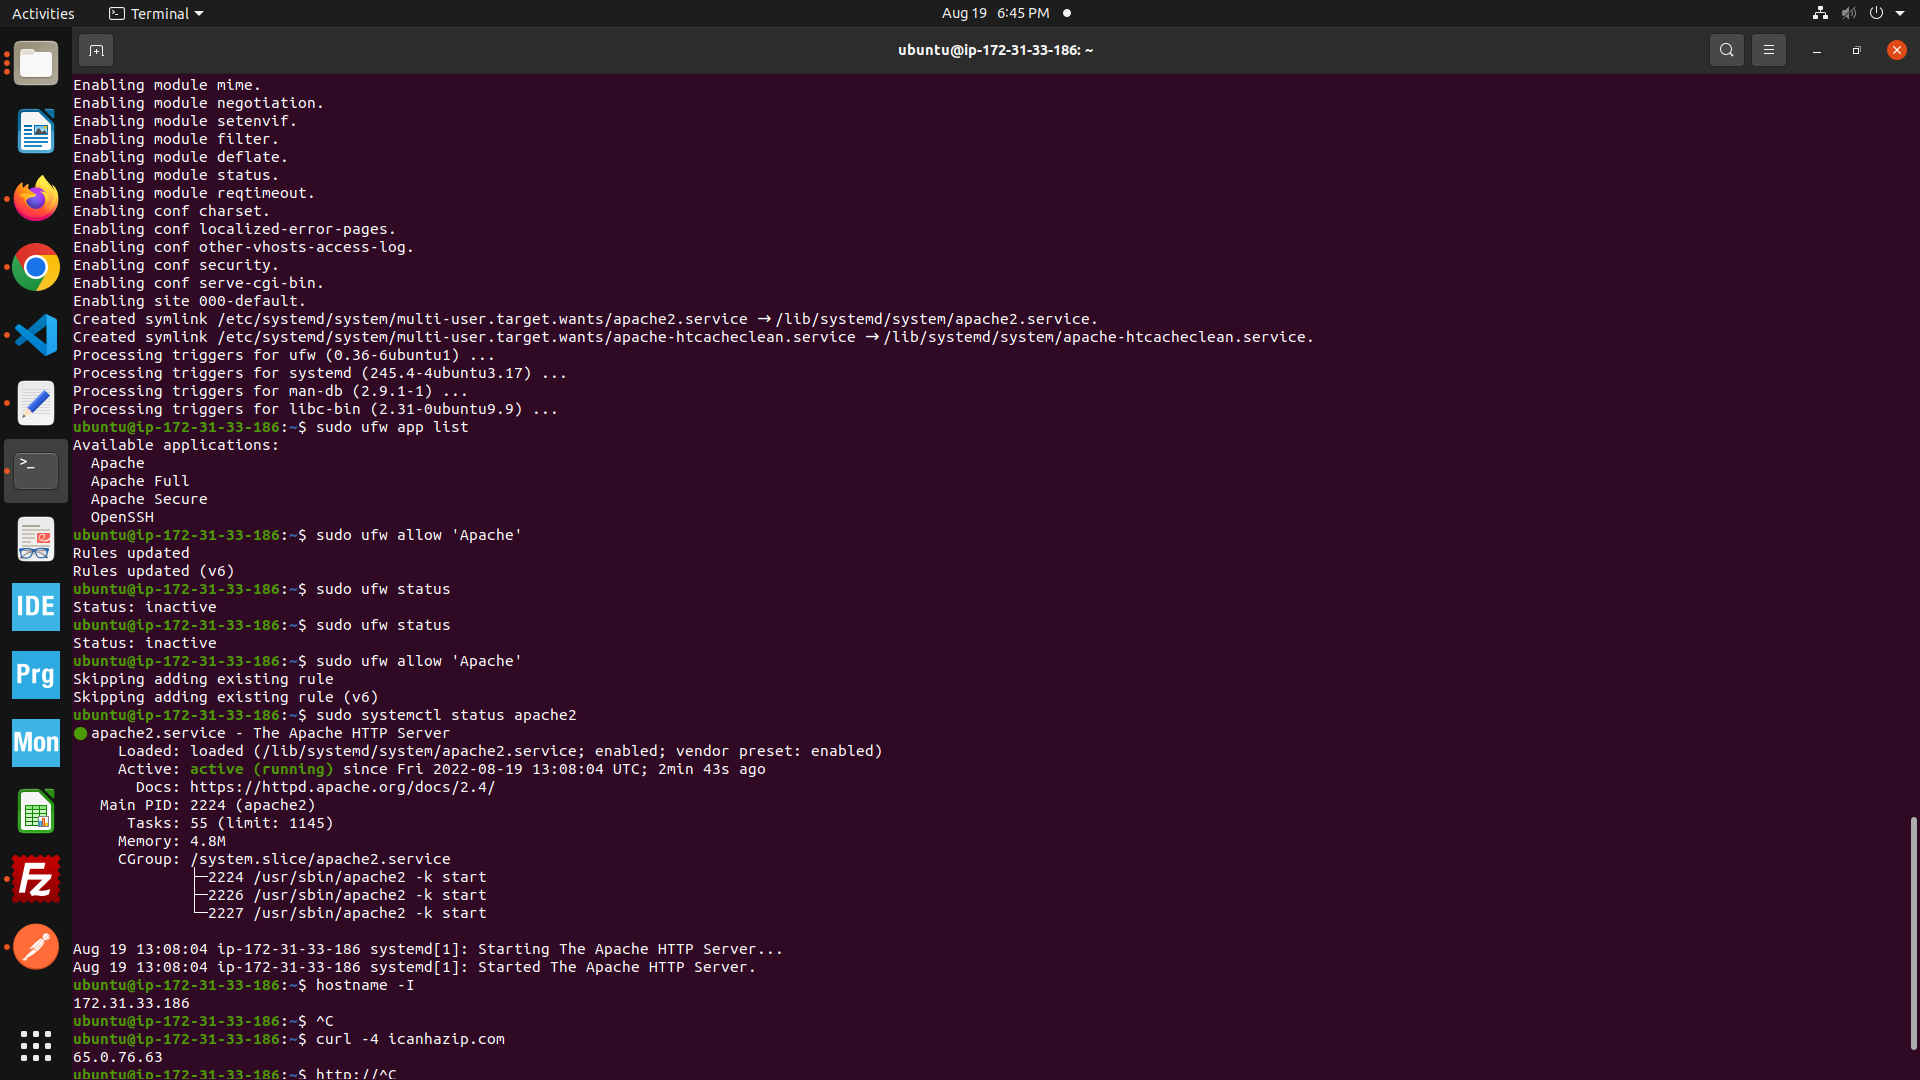 Activities
Terminal
Aug 19 6:45 PM
ubuntu@ip-172-31-33-186: ~
Enabling module mime.
Enabling module negotiation.
Enabling module setenvif.
Enabling module filter.
Enabling module deflate.
Enabling module status.
Enabling module reqtimeout.
Enabling conf charset.
Enabling conf localized-error-pages.
Enabling conf other-vhosts-access-log.
Enabling conf security.
Enabling conf serve-cgi-bin.
Enabling site 000-default.
Created symlink /etc/systemd/system/multi-user.target.wants/apache2.service → /lib/systemd/system/apache2.service.
Created symlink /etc/systemd/system/multi-user.target.wants/apache-htcacheclean.service → /lib/systemd/system/apache-htcacheclean.service.
Processing triggers for ufw (0.36-6ubuntu1) ...
Processing triggers for systemd (245.4-4ubuntu3.17) ...
Processing triggers for man-db (2.9.1-1) ...
Processing triggers for libc-bin (2.31-0ubuntu9.9) ...
ubuntu@ip-172-31-33-186:~$ sudo ufw app list
Available applications:
  Apache
  Apache Full
  Apache Secure
  OpenSSH
ubuntu@ip-172-31-33-186:~$ sudo ufw allow 'Apache'
Rules updated
Rules updated (v6)
ubuntu@ip-172-31-33-186:~$ sudo ufw status
Status: inactive
ubuntu@ip-172-31-33-186:~$ sudo ufw status
Status: inactive
ubuntu@ip-172-31-33-186:~$ sudo ufw allow 'Apache'
Skipping adding existing rule
Skipping adding existing rule (v6)
ubuntu@ip-172-31-33-186:~$ sudo systemctl status apache2
● apache2.service - The Apache HTTP Server
     Loaded: loaded (/lib/systemd/system/apache2.service; enabled; vendor preset: enabled)
     Active: active (running) since Fri 2022-08-19 13:08:04 UTC; 2min 43s ago
       Docs: https://httpd.apache.org/docs/2.4/
   Main PID: 2224 (apache2)
      Tasks: 55 (limit: 1145)
     Memory: 4.8M
     CGroup: /system.slice/apache2.service
             ├─2224 /usr/sbin/apache2 -k start
             ├─2226 /usr/sbin/apache2 -k start
             └─2227 /usr/sbin/apache2 -k start
Aug 19 13:08:04 ip-172-31-33-186 systemd[1]: Starting The Apache HTTP Server...
Aug 19 13:08:04 ip-172-31-33-186 systemd[1]: Started The Apache HTTP Server.
ubuntu@ip-172-31-33-186:~$ hostname -I
172.31.33.186
ubuntu@ip-172-31-33-186:~$ ^C
ubuntu@ip-172-31-33-186:~$ curl -4 icanhazip.com
65.0.76.63
ubuntu@ip-172-31-33-186:~$ http://^C
>_
IDE
Prg
Mon
Fz